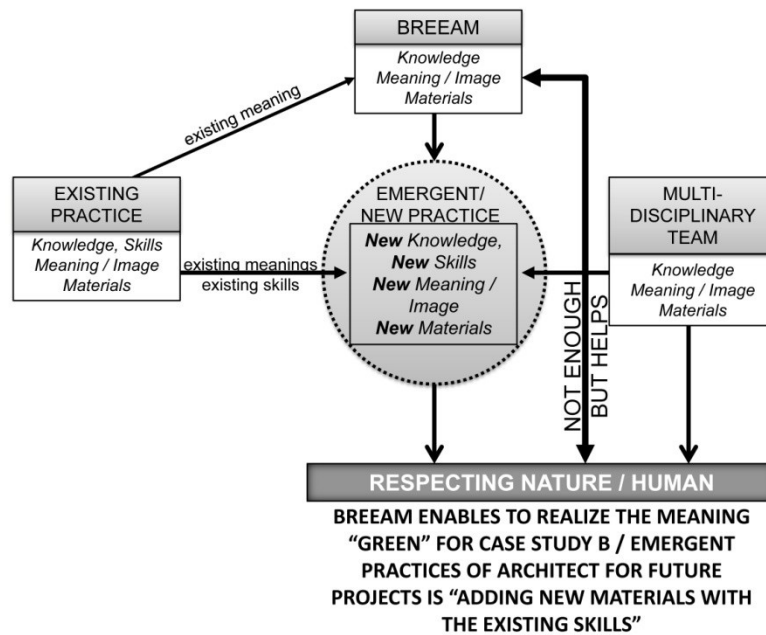 BREEAM
Knowledge
Meaning / Image
Materials
existing meaning
EXISTING
PRACTICE
Knowledge, Skills
Meaning / Image
Materials
existing meanings
existing skills
EMERGENT/
NEW PRACTICE
New Knowledge,
New Skills
New Meaning /
Image
New Materials
MULTI-
DISCIPLINARY
TEAM
Knowledge
Meaning / Image
Materials
NOT ENOUGH
BUT HELPS
RESPECTING NATURE / HUMAN
BREEAM ENABLES TO REALIZE THE MEANING
“GREEN” FOR CASE STUDY B / EMERGENT
PRACTICES OF ARCHITECT FOR FUTURE
PROJECTS IS “ADDING NEW MATERIALS WITH
THE EXISTING SKILLS”